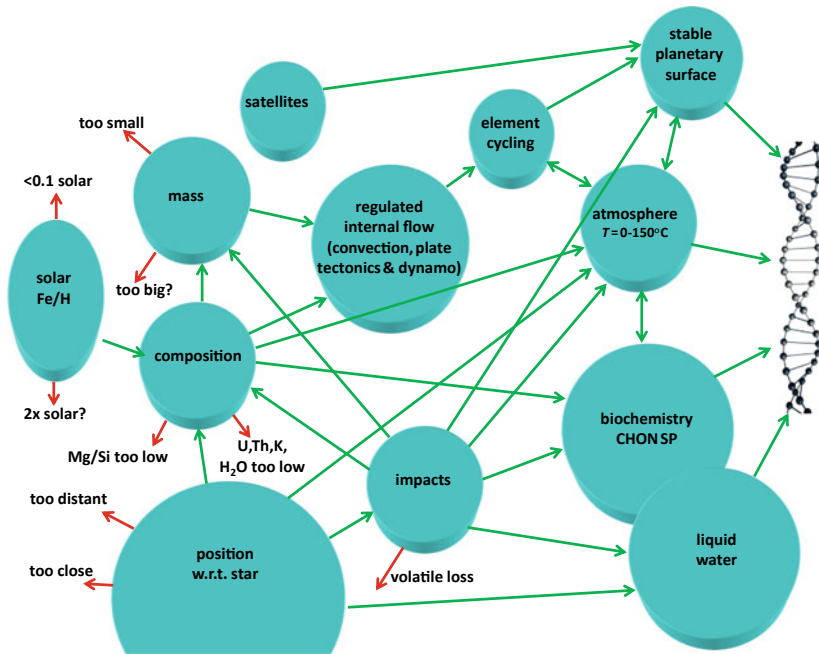 stable
planetary
surface
satellites
too small
element
cycling
<0.1 solar
mass
regulated
internal flow
(convection, plate
tectonics & dynamo)
atmosphere
T = 0-150°C
solar
Fe/H
too big?
composition
2x solar?
biochemistry
CHON SP
Mg/Si too low
U,Th,K,
H₂O too low
impacts
too distant
position
w.r.t. star
liquid
water
too close
volatile loss